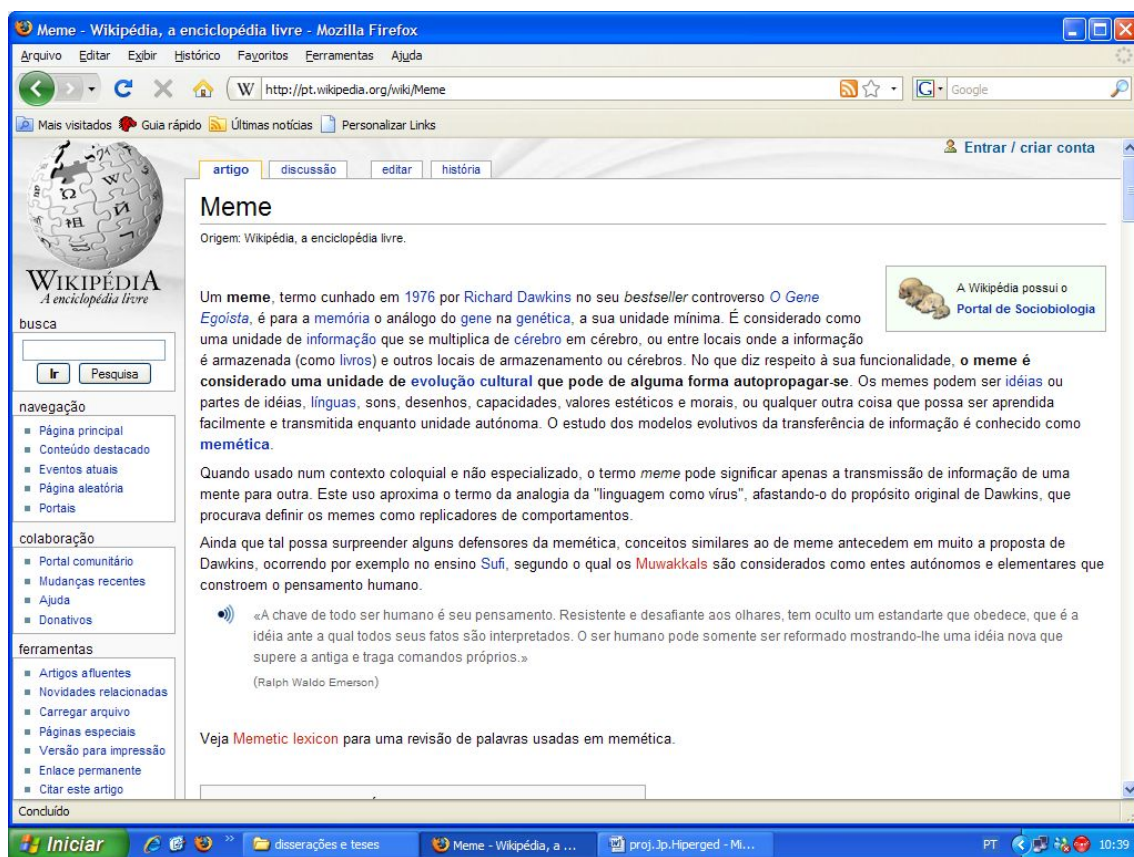 Meme - Wikipédia, a enciclopédia livre - Mozilla Firefox
Arquivo Editar Exibir Histórico Favoritos Ferramentas Ajuda
W http://pt.wikipedia.org/wiki/Meme G Google
Mais visitados Guia rápido Últimas notícias Personalizar Links
Entrar / criar conta
artigo discussão editar história
Meme
Origem: Wikipédia, a enciclopédia livre.
WIKIPÉDIA
A enciclopédia livre
busca
Ir Pesquisa
navegação
Página principal
Conteúdo destacado
Eventos atuais
Página aleatória
Portais
colaboração
Portal comunitário
Mudanças recentes
Ajuda
Donativos
ferramentas
Artigos afluentes
Novidades relacionadas
Carregar arquivo
Páginas especiais
Versão para impressão
Enlace permanente
Citar este artigo
A Wikipédia possui o
Portal de Sociobiologia
Um meme, termo cunhado em 1976 por Richard Dawkins no seu bestseller controverso O Gene
Egoista, é para a memória o análogo do gene na genética, a sua unidade mínima. É considerado como
uma unidade de informação que se multiplica de cérebro em cérebro, ou entre locais onde a informação
é armazenada (como livros) e outros locais de armazenamento ou cérebros. No que diz respeito à sua funcionalidade, o meme é
considerado uma unidade de evolução cultural que pode de alguma forma autopropagar-se. Os memes podem ser idéias ou
partes de idéias, línguas, sons, desenhos, capacidades, valores estéticos e morais, ou qualquer outra coisa que possa ser aprendida
facilmente e transmitida enquanto unidade autónoma. O estudo dos modelos evolutivos da transferência de informação é conhecido como
memética.
Quando usado num contexto coloquial e não especializado, o termo meme pode significar apenas a transmissão de informação de uma
mente para outra. Este uso aproxima o termo da analogia da "linguagem como vírus", afastando-o do propósito original de Dawkins, que
procurava definir os memes como replicadores de comportamentos.
Ainda que tal possa surpreender alguns defensores da memética, conceitos similares ao de meme antecedem em muito a proposta de
Dawkins, ocorrendo por exemplo no ensino Sufi, segundo o qual os Muwakkals são considerados como entes autónomos e elementares que
constroem o pensamento humano.
«A chave de todo ser humano é seu pensamento. Resistente e desafiante aos olhares, tem oculto um estandarte que obedece, que é a
idéia ante a qual todos seus fatos são interpretados. O ser humano pode somente ser reformado mostrando-lhe uma idéia nova que
supere a antiga e traga comandos próprios.»
(Ralph Waldo Emerson)
Veja Memetic lexicon para uma revisão de palavras usadas em memética.
Concluído
Iniciar disserações e teses Meme - Wikipédia, a ... proj.Jp.Hiperged - Mi... PT 10:39